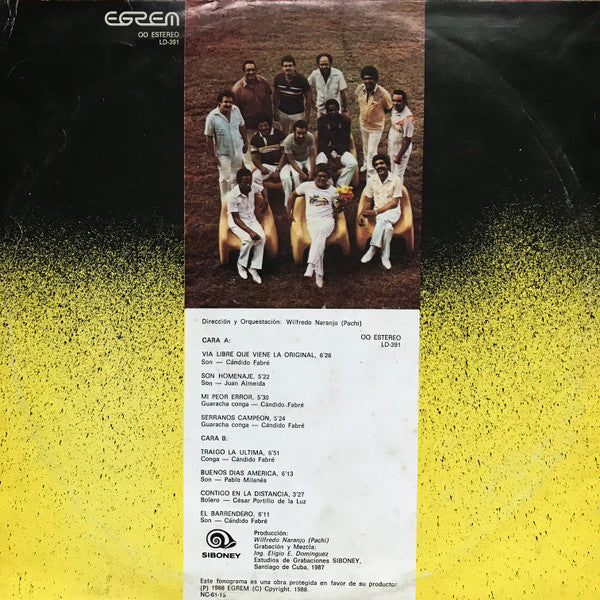 EGREM
OO ESTEREO
LD-391
Dirección y Orquestación: Wilfredo Naranjo (Pachi)
CARA A:
OO ESTEREO
LD-391
VIA LIBRE QUE VIENE LA ORIGINAL, 6'26
Son — Cándido Fabré
SON HOMENAJE, 5'22
Son — Juan Almeida
MI PEOR ERROR, 5'30
Guaracha conga — Cándido Fabré
SERRANOS CAMPEON, 5'24
Guaracha conga — Cándido Fabré
CARA B:
TRAIGO LA ULTIMA, 6'51
Conga — Cándido Fabré
BUENOS DIAS AMERICA, 6'13
Son — Pablo Milanés
CONTIGO EN LA DISTANCIA, 3'27
Bolero — César Portillo de la Luz
EL BARRENDERO, 6'11
Son — Cándido Fabré
SIBONEY
Producción:
Wilfredo Naranjo (Pachi)
Grabación y Mezcla:
Ing. Eligio E. Domínguez
Estudios de Grabaciones SIBONEY,
Santiago de Cuba, 1987
Este fonograma es una obra protegida en favor de su productor
(P) 1988 EGREM (C) Cpyright. 1988.
NC-61-15